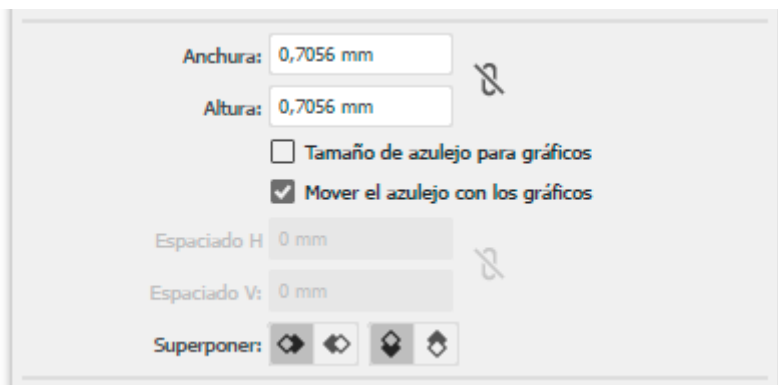 Anchura: 0,7056 mm
Altura: 0,7056 mm
Tamaño de azulejo para gráficos
Mover el azulejo con los gráficos
Espaciado H 0 mm
Espaciado V: 0 mm
Superponer: